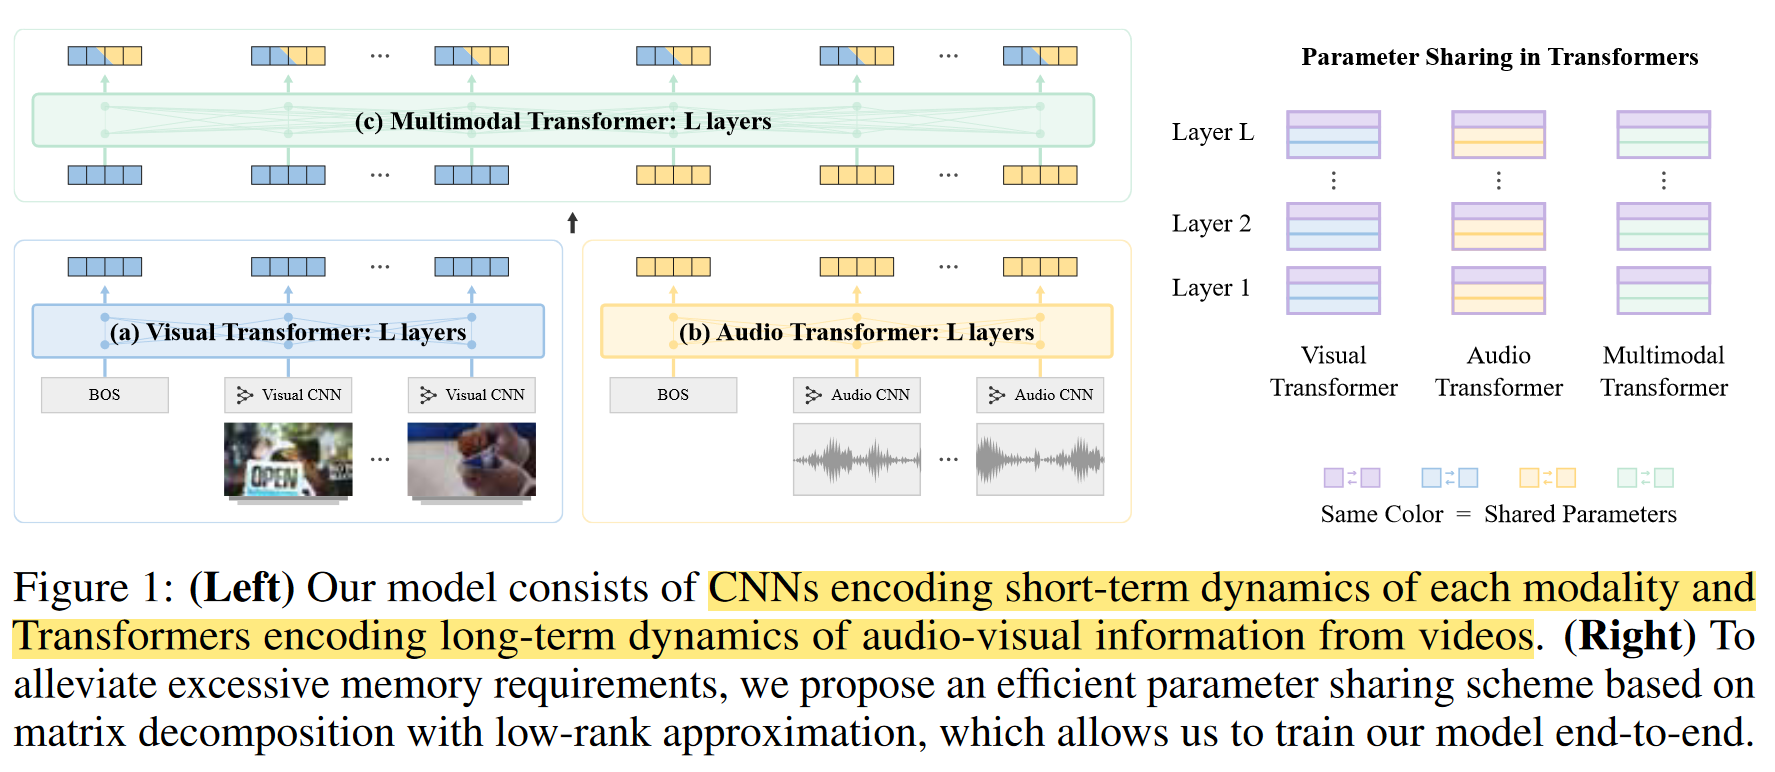 (c) Multimodal Transformer: L layers
(a) Visual Transformer: L layers
BOS
Visual CNN
Visual CNN
OPEN
(b) Audio Transformer: L layers
BOS
Audio CNN
Audio CNN
Parameter Sharing in Transformers
Layer L
Layer 2
Layer 1
Visual
Transformer
Audio
Transformer
Multimodal
Transformer
Same Color = Shared Parameters
Figure 1: (Left) Our model consists of CNNs encoding short-term dynamics of each modality and
Transformers encoding long-term dynamics of audio-visual information from videos. (Right) To
alleviate excessive memory requirements, we propose an efficient parameter sharing scheme based on
matrix decomposition with low-rank approximation, which allows us to train our model end-to-end.